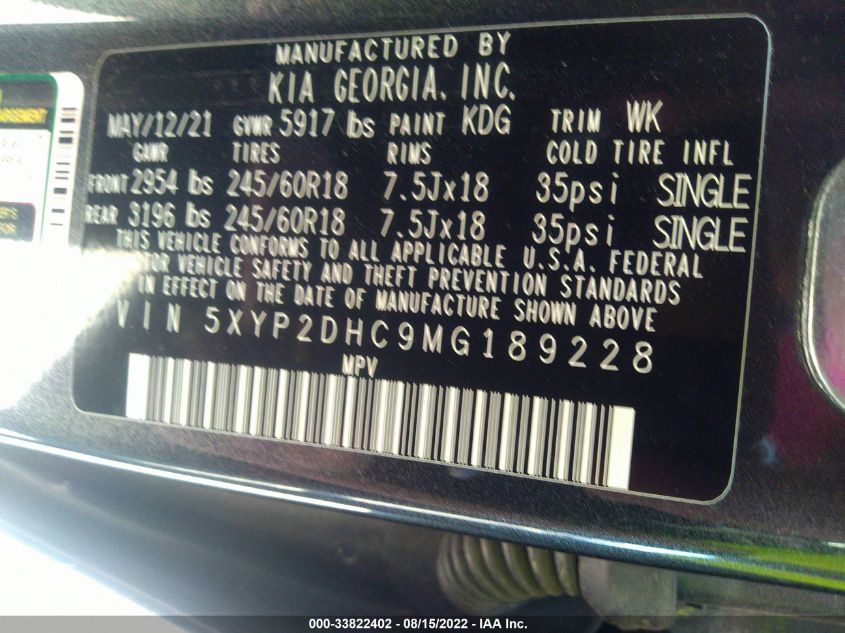 MANUFACTURED BY
KIA GEORGIA, INC.
MAY/12/21 GVWR 5917 lbs PAINT KDG TRIM WK
GAWR TIRES RIMS COLD TIRE INFL
FRONT 2954 lbs 245/60R18 7.5Jx18 35psi SINGLE
REAR 3196 lbs 245/60R18 7.5Jx18 35psi SINGLE
THIS VEHICLE CONFORMS TO ALL APPLICABLE U.S.A. FEDERAL
MOTOR VEHICLE SAFETY AND THEFT PREVENTION STANDARDS
IN EFFECT ON THE DATE OF MANUFACTURE SHOWN ABOVE
VIN 5XYP2DHC9MG189228
MPV
000-33822402 - 08/15/2022 - IAA Inc.